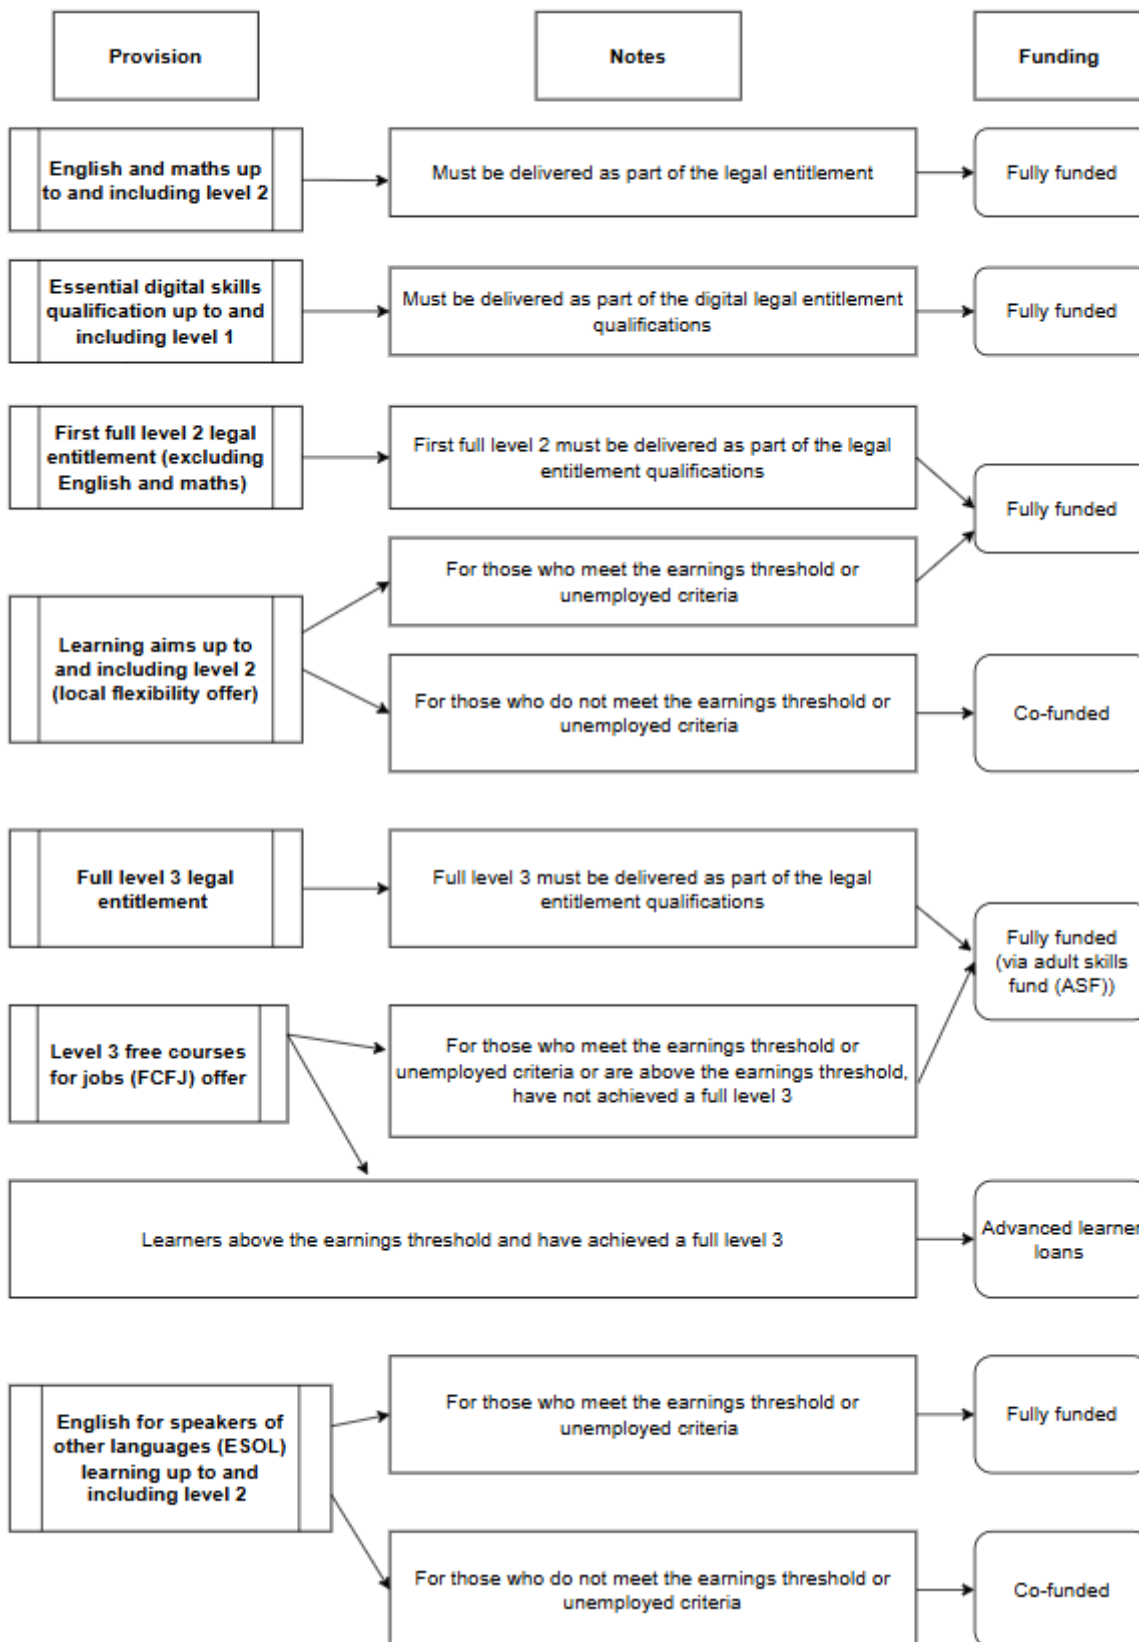 Provision
Notes
Funding
English and maths up
to and including level 2
Must be delivered as part of the legal entitlement
Fully funded
Essential digital skills
qualification up to and
including level 1
Must be delivered as part of the digital legal entitlement
qualifications
Fully funded
First full level 2 legal
entitlement (excluding
English and maths)
First full level 2 must be delivered as part of the legal
entitlement qualifications
Fully funded
Learning aims up to
and including level 2
(local flexibility offer)
For those who meet the earnings threshold or
unemployed criteria
For those who do not meet the earnings threshold or
unemployed criteria
Co-funded
Full level 3 legal
entitlement
Full level 3 must be delivered as part of the legal
entitlement qualifications
Fully funded
(via adult skills
fund (ASF))
Level 3 free courses
for jobs (FCFJ) offer
For those who meet the earnings threshold or
unemployed criteria or are above the earnings threshold,
have not achieved a full level 3
Learners above the earnings threshold and have achieved a full level 3
Advanced learner
loans
English for speakers of
other languages (ESOL)
learning up to and
including level 2
For those who meet the earnings threshold or
unemployed criteria
Fully funded
For those who do not meet the earnings threshold or
unemployed criteria
Co-funded